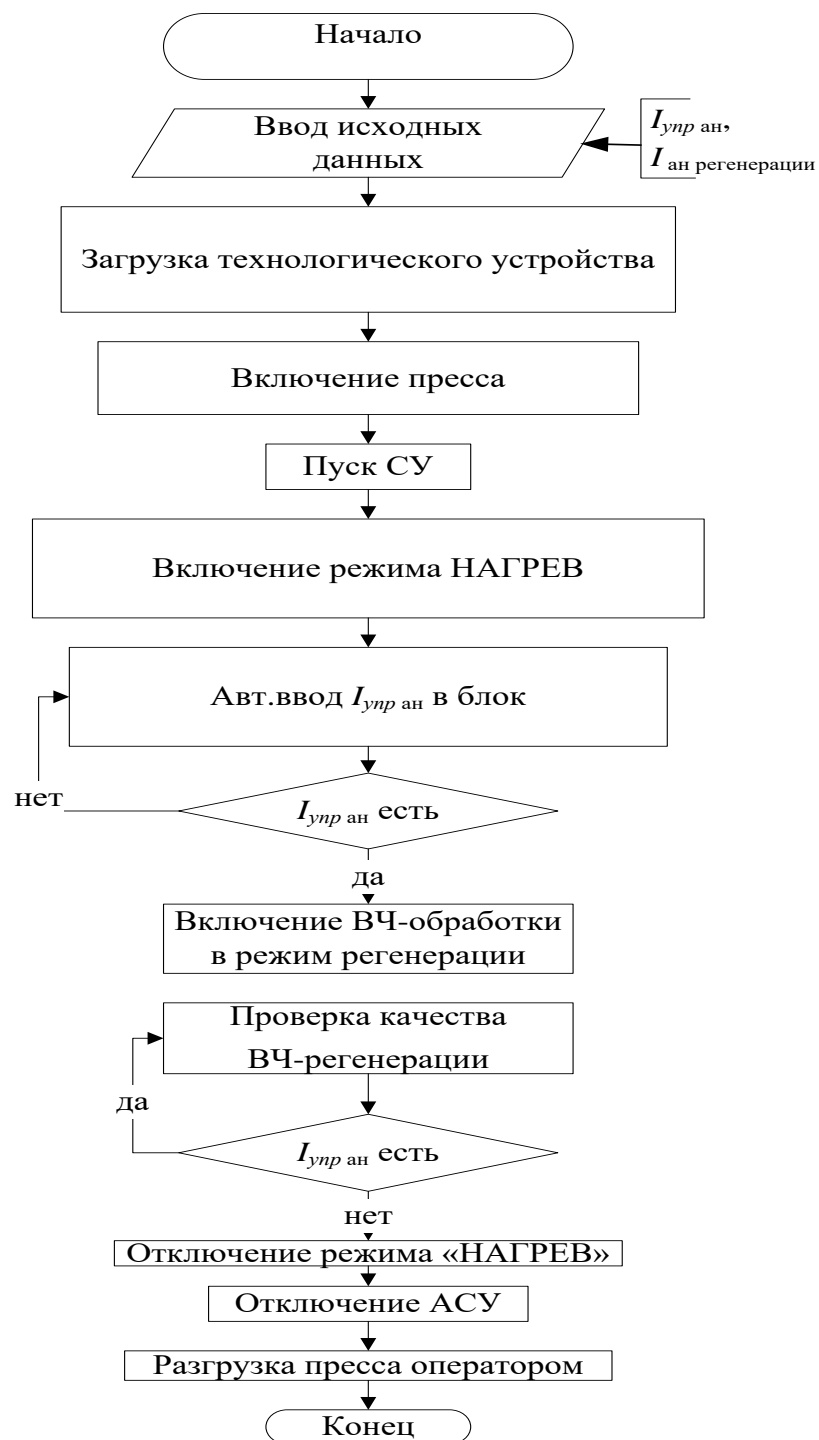 Начало
Ввод исходных
данных
Iупр ан,
I ан регенерации
Загрузка технологического устройства
Включение пресса
Пуск СУ
Включение режима НАГРЕВ
Авт.ввод Iупр ан в блок
нет
Iупр ан есть
да
Включение ВЧ-обработки
в режим регенерации
Проверка качества
ВЧ-регенерации
да
Iупр ан есть
нет
Отключение режима «НАГРЕВ»
Отключение АСУ
Разгрузка пресса оператором
Конец